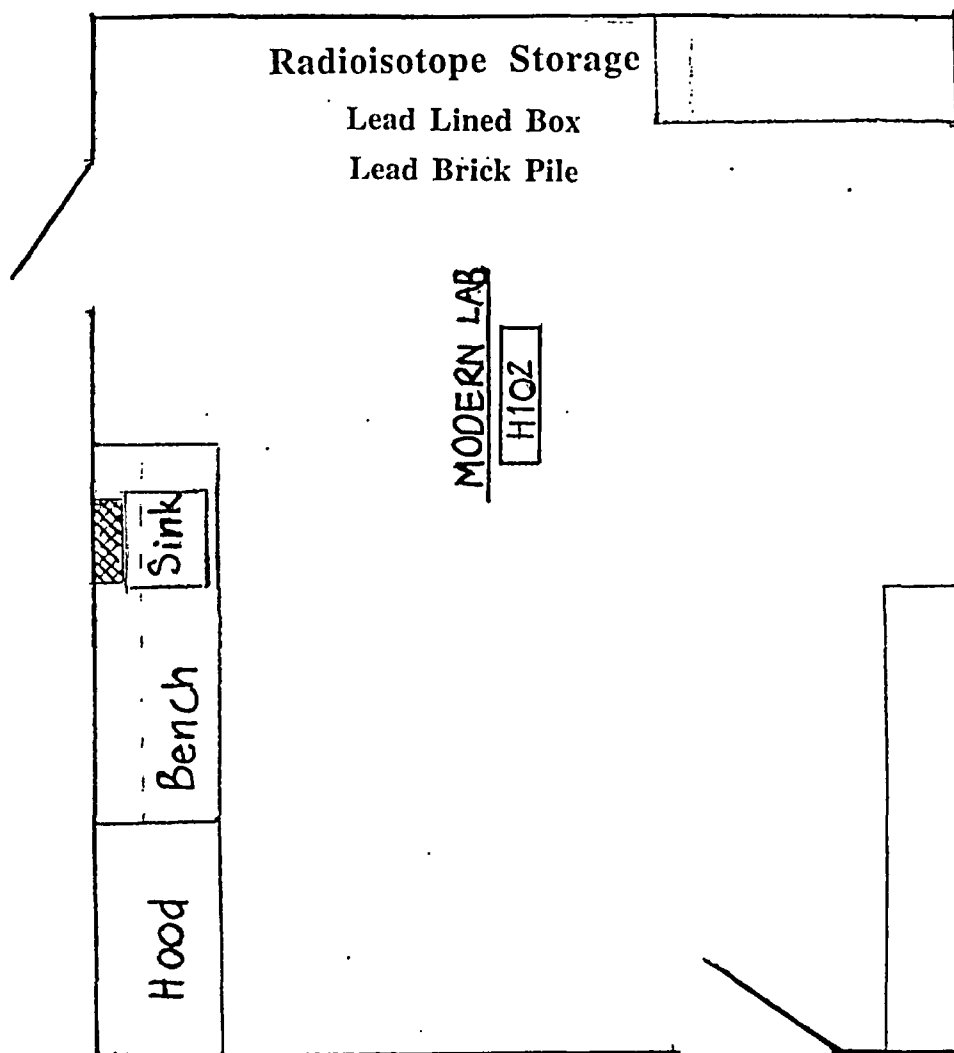 Radioisotope Storage
Lead Lined Box
Lead Brick Pile
MODERN LAB
H102
Sink
Bench
Hood